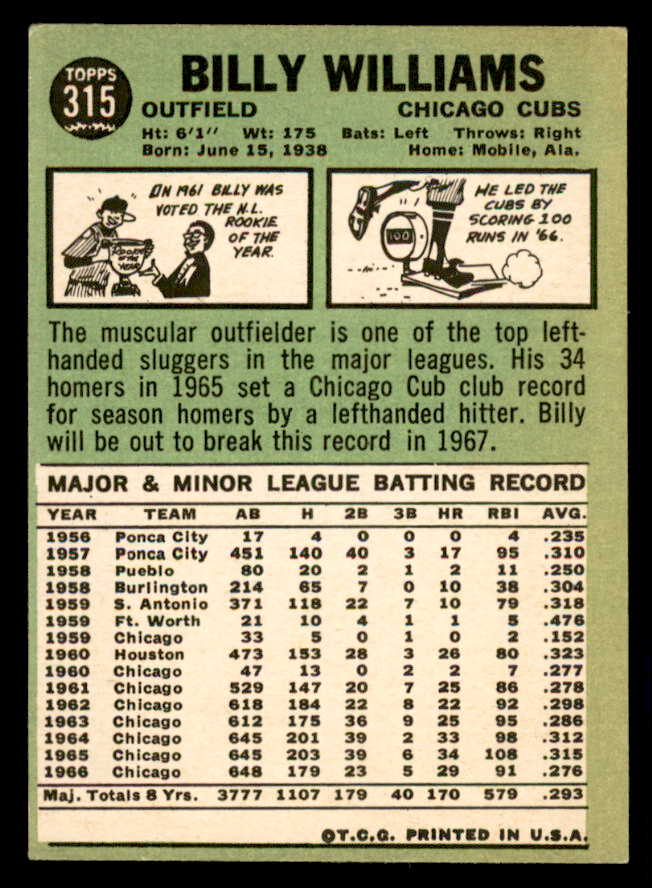 TOPPS
315
BILLY WILLIAMS
OUTFIELD CHICAGO CUBS
Ht: 6'1" Wt: 175 Bats: Left Throws: Right
Born: June 15, 1938 Home: Mobile, Ala.
IN 1961 BILLY WAS
VOTED THE N.L.
ROOKIE
OF THE
YEAR.
ROOKIE
OF THE
YEAR
HE LED THE
CUBS BY
SCORING 100
RUNS IN '66.
100
The muscular outfielder is one of the top left-
handed sluggers in the major leagues. His 34
homers in 1965 set a Chicago Cub club record
for season homers by a lefthanded hitter. Billy
will be out to break this record in 1967.
MAJOR & MINOR LEAGUE BATTING RECORD
YEAR TEAM AB H 2B 3B HR RBI AVG.
1956 Ponca City 17 4 0 0 0 4 .235
1957 Ponca City 451 140 40 3 17 95 .310
1958 Pueblo 80 20 2 1 2 11 .250
1958 Burlington 214 65 7 0 10 38 .304
1959 S. Antonio 371 118 22 7 10 79 .318
1959 Ft. Worth 21 10 4 1 1 5 .476
1959 Chicago 33 5 0 1 0 2 .152
1960 Houston 473 153 28 3 26 80 .323
1960 Chicago 47 13 0 2 2 7 .277
1961 Chicago 529 147 20 7 25 86 .278
1962 Chicago 618 184 22 8 22 92 .298
1963 Chicago 612 175 36 9 25 95 .286
1964 Chicago 645 201 39 2 33 98 .312
1965 Chicago 645 203 39 6 34 108 .315
1966 Chicago 648 179 23 5 29 91 .276
Maj. Totals 8 Yrs. 3777 1107 179 40 170 579 .293
©T.C.G. PRINTED IN U.S.A.